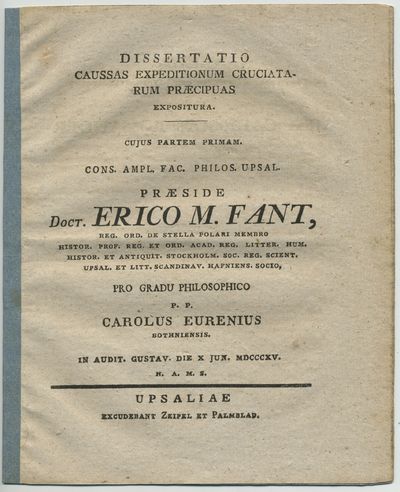 DISSERTATIO
CAUSSAS EXPEDITIONUM CRUCIATA-
RUM PRÆCIPUAS
EXPOSITURA.
CUJUS PARTEM PRIMAM.
CONS. AMPL. FAC. PHILOS. UPSAL.
PRÆSIDE
DOCT. ERICO M. FANT,
REG. ORD. DE STELLA POLARI MEMBRO
HISTOR. PROF. REG. ET ORD. ACAD. REG. LITTER. HUM.
HISTOR. ET ANTIQUIT. STOCKHOLM. SOC. REG. SCIENT.
UPSAL. ET LITT. SCANDINAV. HAFNIENS. SOCIO,
PRO GRADU PHILOSOPHICO
P. P.
CAROLUS EURENIUS
BOTHNIENSIS.
IN AUDIT. GUSTAV. DIE X JUN. MDCCCXV.
H. A. M. S.
UPSALIAE
EXCUDEBANT ZEIPEL ET PALMBLAD.